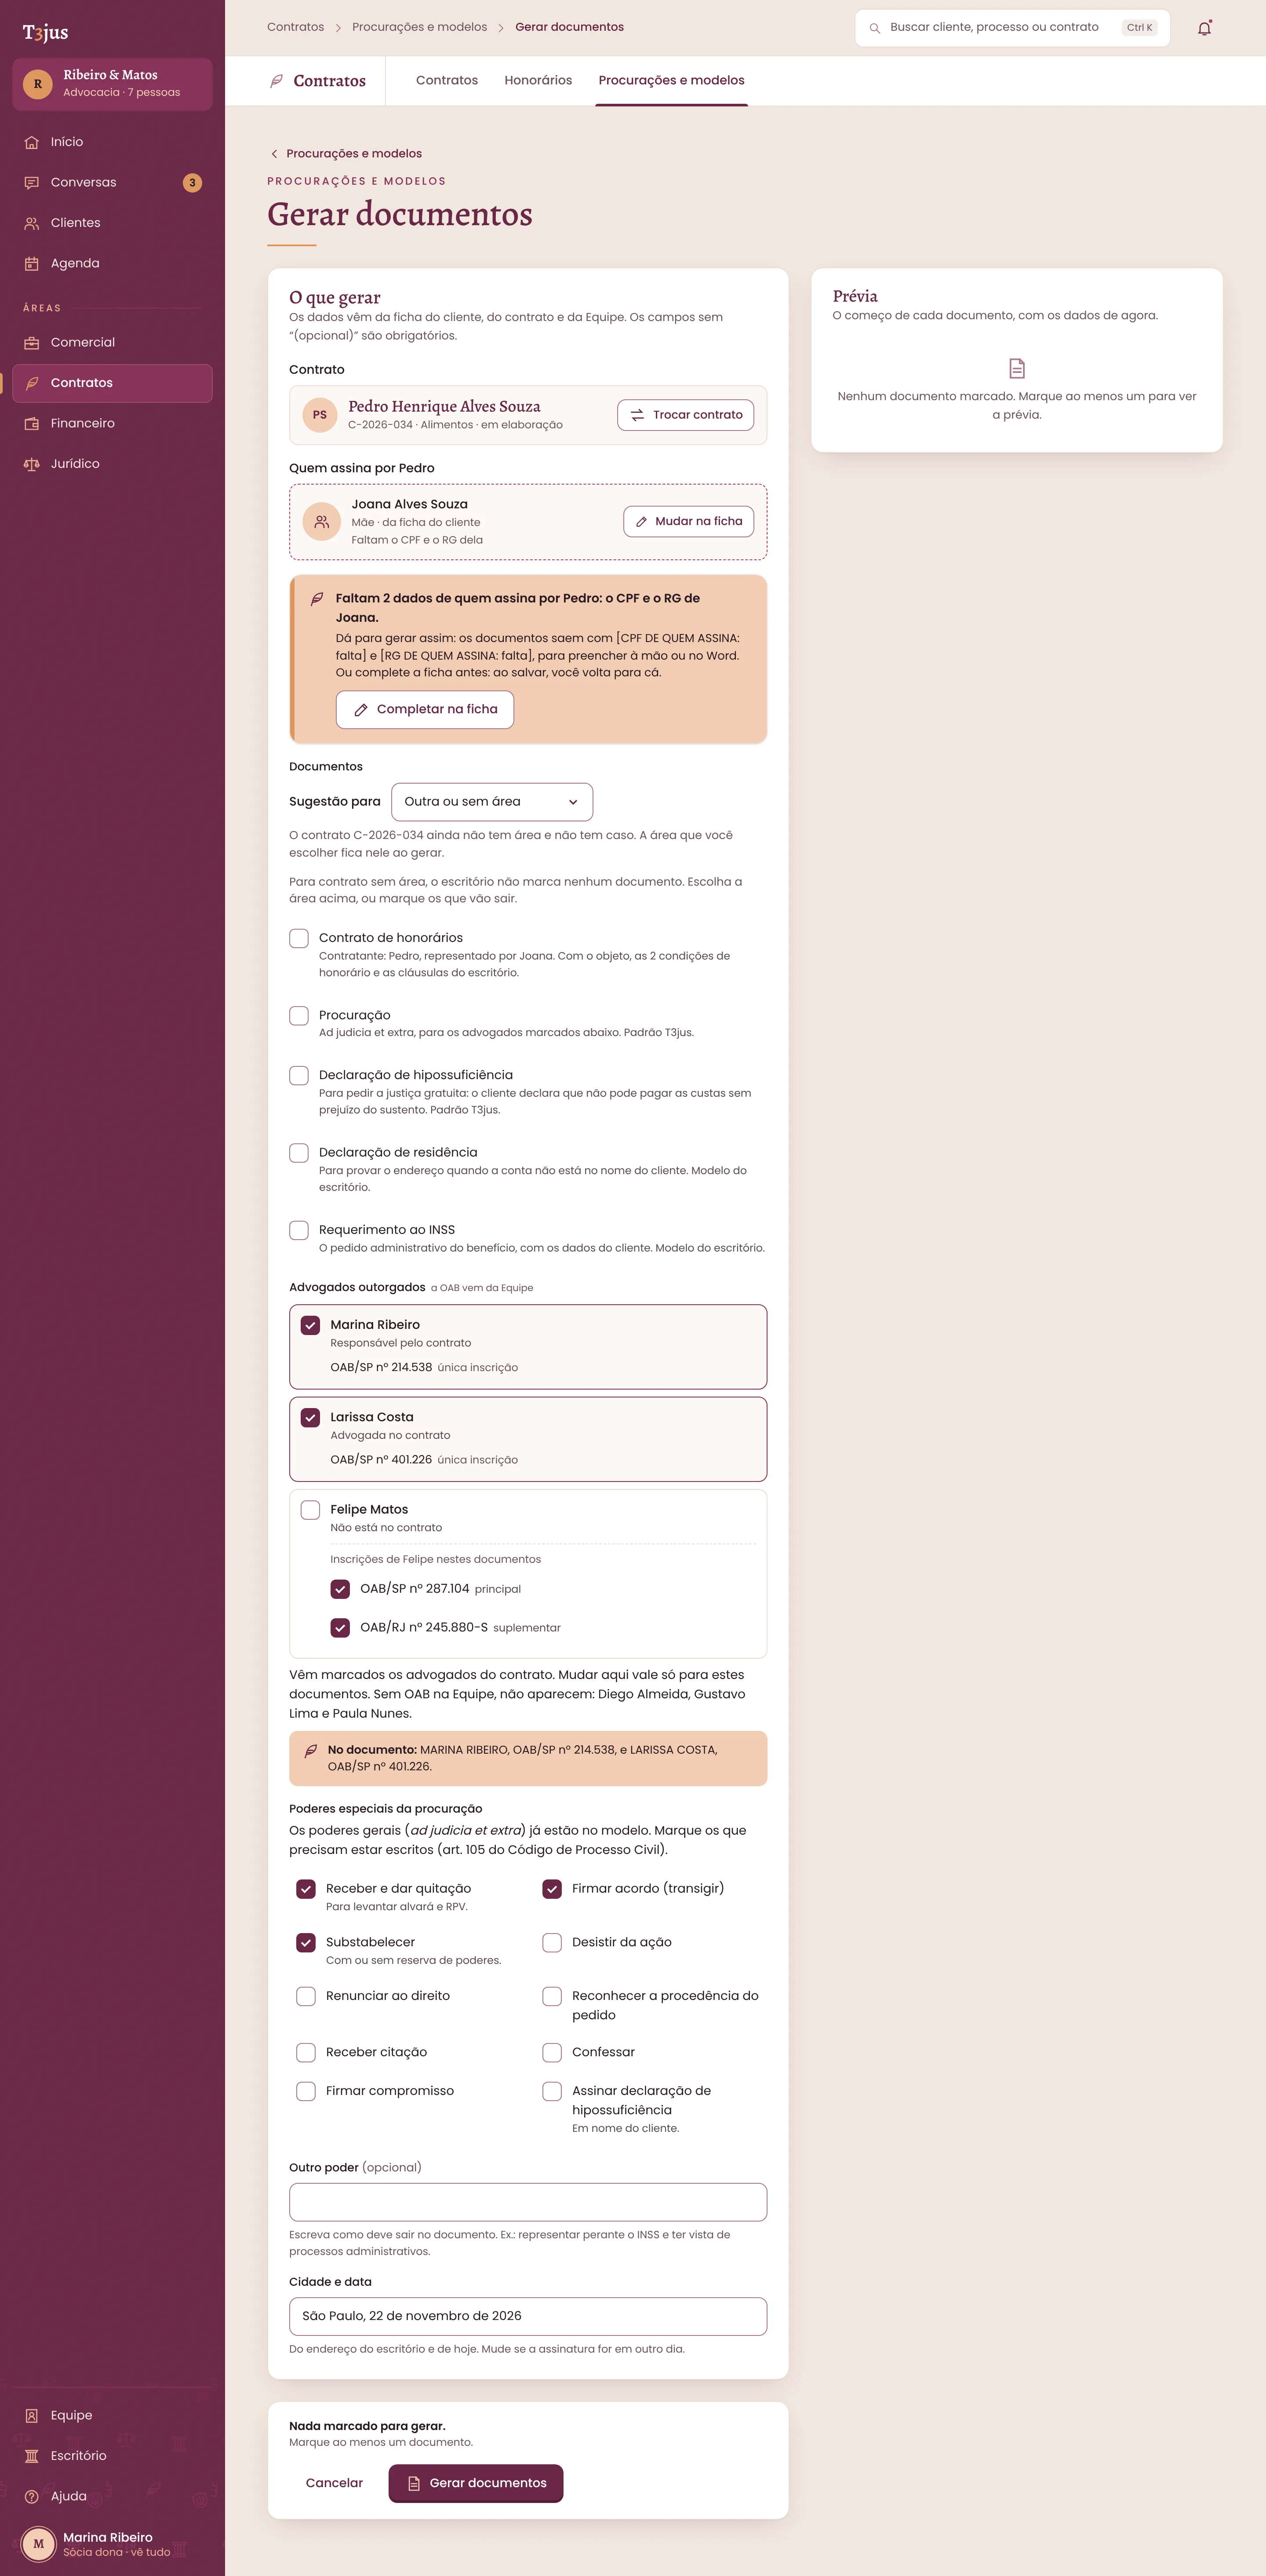 T3jus
R
Ribeiro & Matos
Advocacia · 7 pessoas
Início
Conversas
3
Clientes
Agenda
ÁREAS
Comercial
Contratos
Financeiro
Jurídico
Equipe
Escritório
Ajuda
M
Marina Ribeiro
Sócia dona · vê tudo
Contratos
Procurações e modelos
Gerar documentos
Buscar cliente, processo ou contrato
Ctrl K
Contratos
Contratos
Honorários
Procurações e modelos
Procurações e modelos
PROCURAÇÕES E MODELOS
Gerar documentos
O que gerar
Os dados vêm da ficha do cliente, do contrato e da Equipe. Os campos sem
“(opcional)” são obrigatórios.
Contrato
PS
Pedro Henrique Alves Souza
C-2026-034 · Alimentos · em elaboração
Trocar contrato
Quem assina por Pedro
Joana Alves Souza
Mãe · da ficha do cliente
Faltam o CPF e o RG dela
Mudar na ficha
Faltam 2 dados de quem assina por Pedro: o CPF e o RG de
Joana.
Dá para gerar assim: os documentos saem com [CPF DE QUEM ASSINA:
falta] e [RG DE QUEM ASSINA: falta], para preencher à mão ou no Word.
Ou complete a ficha antes: ao salvar, você volta para cá.
Completar na ficha
Documentos
Sugestão para
Outra ou sem área
O contrato C-2026-034 ainda não tem área e não tem caso. A área que você
escolher fica nele ao gerar.
Para contrato sem área, o escritório não marca nenhum documento. Escolha a
área acima, ou marque os que vão sair.
Contrato de honorários
Contratante: Pedro, representado por Joana. Com o objeto, as 2 condições de
honorário e as cláusulas do escritório.
Procuração
Ad judicia et extra, para os advogados marcados abaixo. Padrão T3jus.
Declaração de hipossuficiência
Para pedir a justiça gratuita: o cliente declara que não pode pagar as custas sem
prejuízo do sustento. Padrão T3jus.
Declaração de residência
Para provar o endereço quando a conta não está no nome do cliente. Modelo do
escritório.
Requerimento ao INSS
O pedido administrativo do benefício, com os dados do cliente. Modelo do escritório.
Advogados outorgados a OAB vem da Equipe
Marina Ribeiro
Responsável pelo contrato
OAB/SP nº 214.538 única inscrição
Larissa Costa
Advogada no contrato
OAB/SP nº 401.226 única inscrição
Felipe Matos
Não está no contrato
Inscrições de Felipe nestes documentos
OAB/SP nº 287.104 principal
OAB/RJ nº 245.880-S suplementar
Vêm marcados os advogados do contrato. Mudar aqui vale só para estes
documentos. Sem OAB na Equipe, não aparecem: Diego Almeida, Gustavo
Lima e Paula Nunes.
No documento: MARINA RIBEIRO, OAB/SP nº 214.538, e LARISSA COSTA,
OAB/SP nº 401.226.
Poderes especiais da procuração
Os poderes gerais (ad judicia et extra) já estão no modelo. Marque os que
precisam estar escritos (art. 105 do Código de Processo Civil).
Receber e dar quitação
Para levantar alvará e RPV.
Firmar acordo (transigir)
Substabelecer
Com ou sem reserva de poderes.
Desistir da ação
Renunciar ao direito
Reconhecer a procedência do
pedido
Receber citação
Confessar
Firmar compromisso
Assinar declaração de
hipossuficiência
Em nome do cliente.
Outro poder (opcional)
Escreva como deve sair no documento. Ex.: representar perante o INSS e ter vista de
processos administrativos.
Cidade e data
São Paulo, 22 de novembro de 2026
Do endereço do escritório e de hoje. Mude se a assinatura for em outro dia.
Nada marcado para gerar.
Marque ao menos um documento.
Cancelar
Gerar documentos
Prévia
O começo de cada documento, com os dados de agora.
Nenhum documento marcado. Marque ao menos um para ver
a prévia.